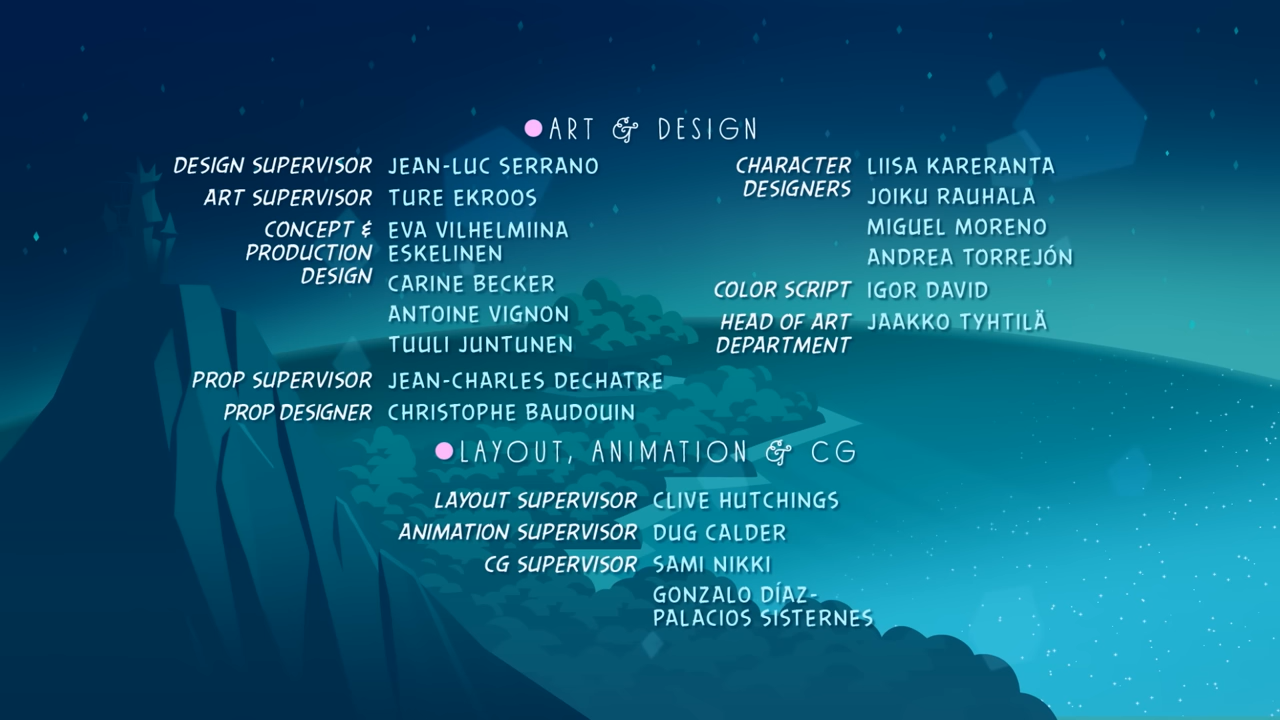 ART & DESIGN
DESIGN SUPERVISOR JEAN-LUC SERRANO
ART SUPERVISOR TURE EKROOS
CONCEPT & PRODUCTION DESIGN EVA VILHELMIINA ESKELINEN
CARINE BECKER
ANTOINE VIGNON
TUULI JUNTUNEN
PROP SUPERVISOR JEAN-CHARLES DECHATRE
PROP DESIGNER CHRISTOPHE BAUDOUIN
CHARACTER DESIGNERS LIISA KARERANTA
JOIKU RAUHALA
MIGUEL MORENO
ANDREA TORREJÓN
COLOR SCRIPT IGOR DAVID
HEAD OF ART DEPARTMENT JAAKKO TYHTILÄ
LAYOUT, ANIMATION & CG
LAYOUT SUPERVISOR CLIVE HUTCHINGS
ANIMATION SUPERVISOR DUG CALDER
CG SUPERVISOR SAMI NIKKI
GONZALO DÍAZ-
PALACIOS SISTERNES